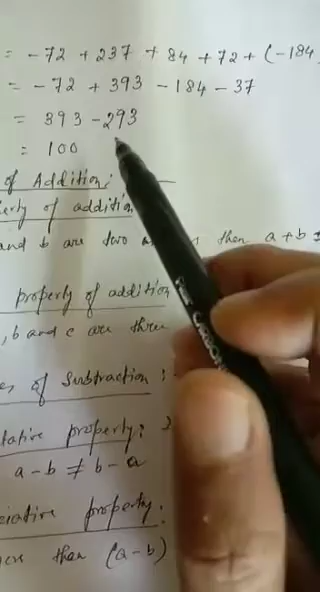 = -72 + 237 + 84 + 72 + (-184
= -72 + 393 - 184 - 37
= 393 - 293
= 100
of Addition:
of addition
and b are two then a + b
property of addition
, b and c are three
of Subtraction :
property:
a - b ≠ b - a
property:
than (a - b)